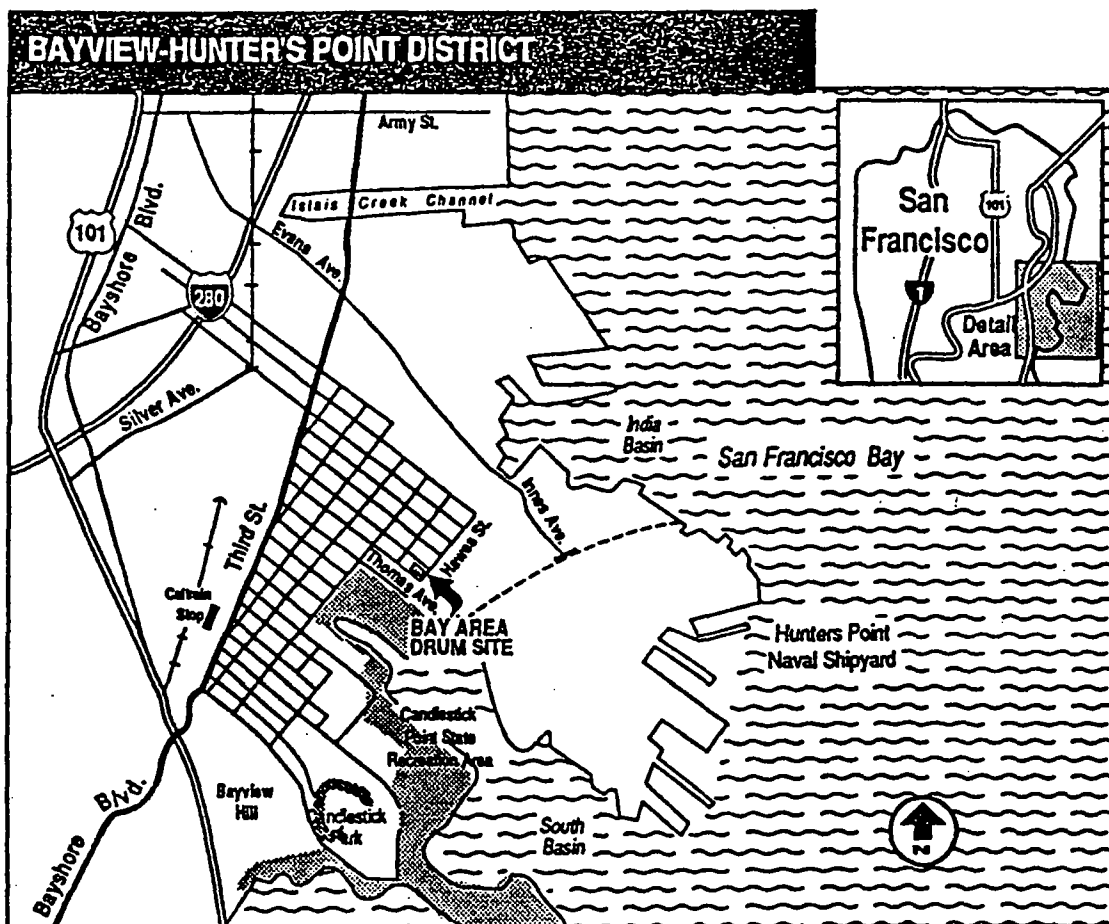 BAYVIEW-HUNTER'S POINT DISTRICT
Army St.
Islais Creek Channel
101
Bayshore Blvd.
Evans Ave.
280
Silver Ave.
San
Francisco
101
1
Detail
Area
India
Basin
San Francisco Bay
Innes Ave.
Third St.
Hawes St.
Thomas Ave.
Caltrain
Stop
BAY AREA
DRUM SITE
Hunters Point
Naval Shipyard
Candlestick
Point State
Recreation Area
Bayview
Hill
Candlestick
Park
South
Basin
Bayshore Blvd.
N